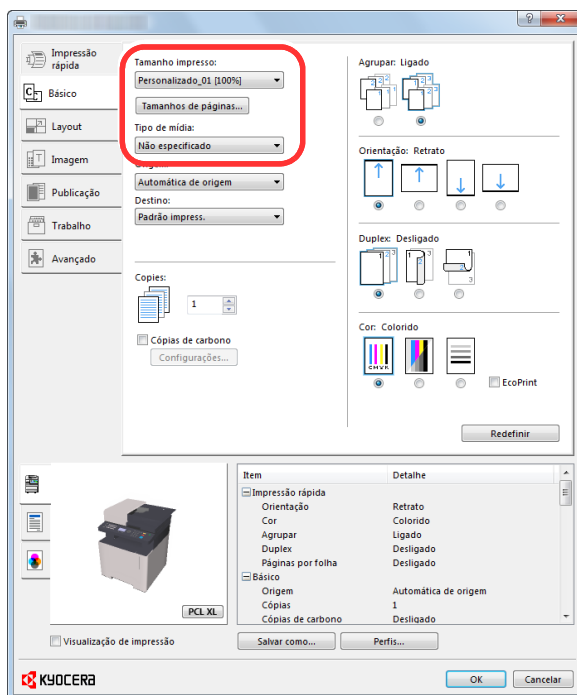 Impressão rápida
Básico
Layout
Imagem
Publicação
Trabalho
Avançado
Tamanho impresso:
Personalizado_01 [100%]
Tamanhos de páginas...
Tipo de mídia:
Não especificado
Automática de origem
Destino:
Padrão impress.
Copies:
1
Cópias de carbono
Configurações...
Agrupar: Ligado
Orientação: Retrato
Duplex: Desligado
Cor: Colorido
CMYK
EcoPrint
Redefinir
PCL XL
Visualização de impressão
Item Detalhe
Impressão rápida
Orientação Retrato
Cor Colorido
Agrupar Ligado
Duplex Desligado
Páginas por folha Desligado
Básico
Origem Automática de origem
Cópias 1
Cópias de carbono Desligado
Salvar como...
Perfis...
KYOCERA
OK
Cancelar